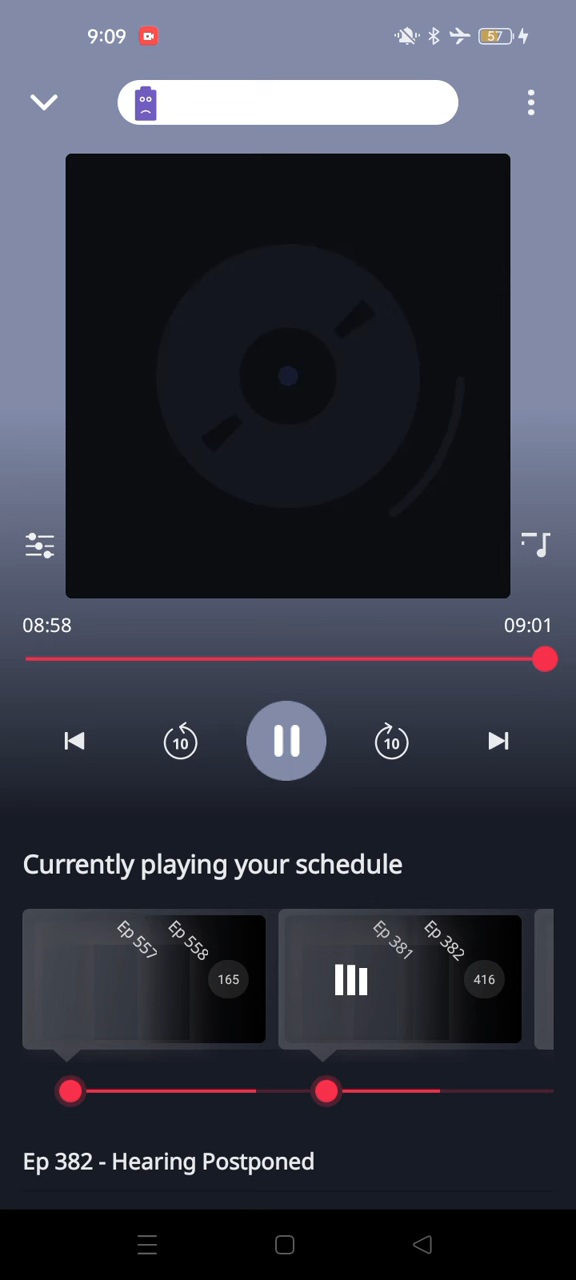 9:09
57
08:58
09:01
10
10
Currently playing your schedule
Ep 557
Ep 558
165
Ep 381
Ep 382
416
Ep 382 - Hearing Postponed